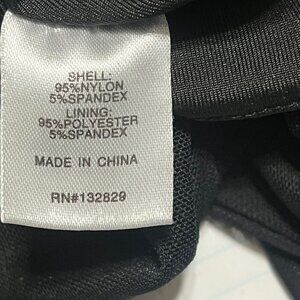 SHELL:
95%NYLON
5%SPANDEX
LINING:
95%POLYESTER
5%SPANDEX
MADE IN CHINA
RN#132829